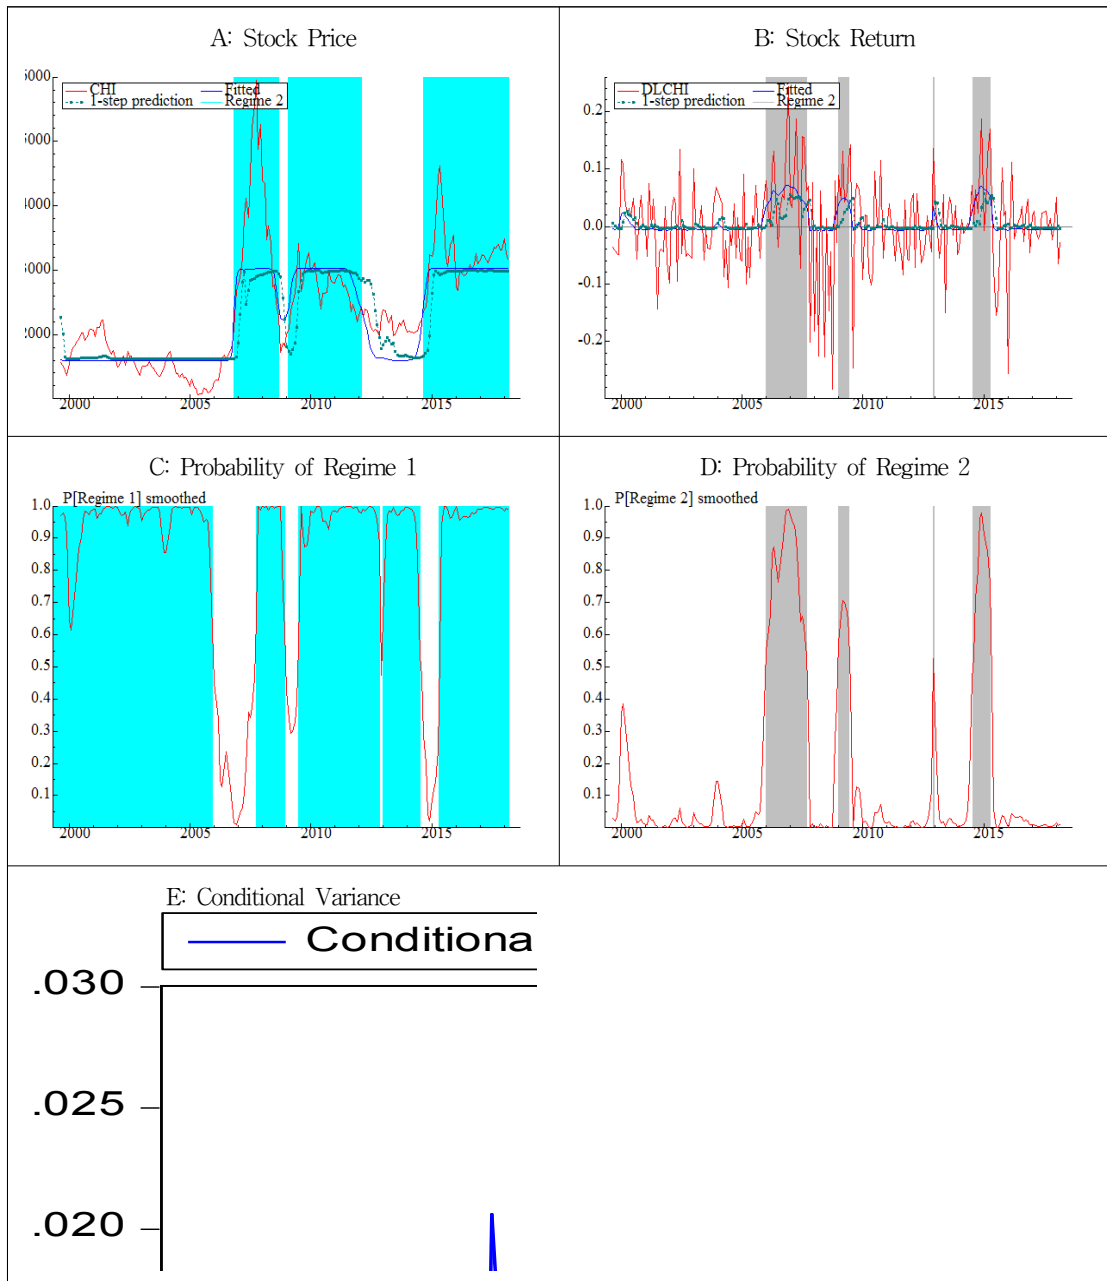 A: Stock Price
6000
5000
4000
3000
2000
CHI
Fitted
1-step prediction
Regime 2
2000 2005 2010 2015
B: Stock Return
DLCHI
Fitted
1-step prediction
Regime 2
0.2
0.1
0.0
-0.1
-0.2
2000 2005 2010 2015
C: Probability of Regime 1
P[Regime 1] smoothed
1.0
0.9
0.8
0.7
0.6
0.5
0.4
0.3
0.2
0.1
2000 2005 2010 2015
D: Probability of Regime 2
P[Regime 2] smoothed
1.0
0.9
0.8
0.7
0.6
0.5
0.4
0.3
0.2
0.1
2000 2005 2010 2015
E: Conditional Variance
Conditiona
.030
.025
.020